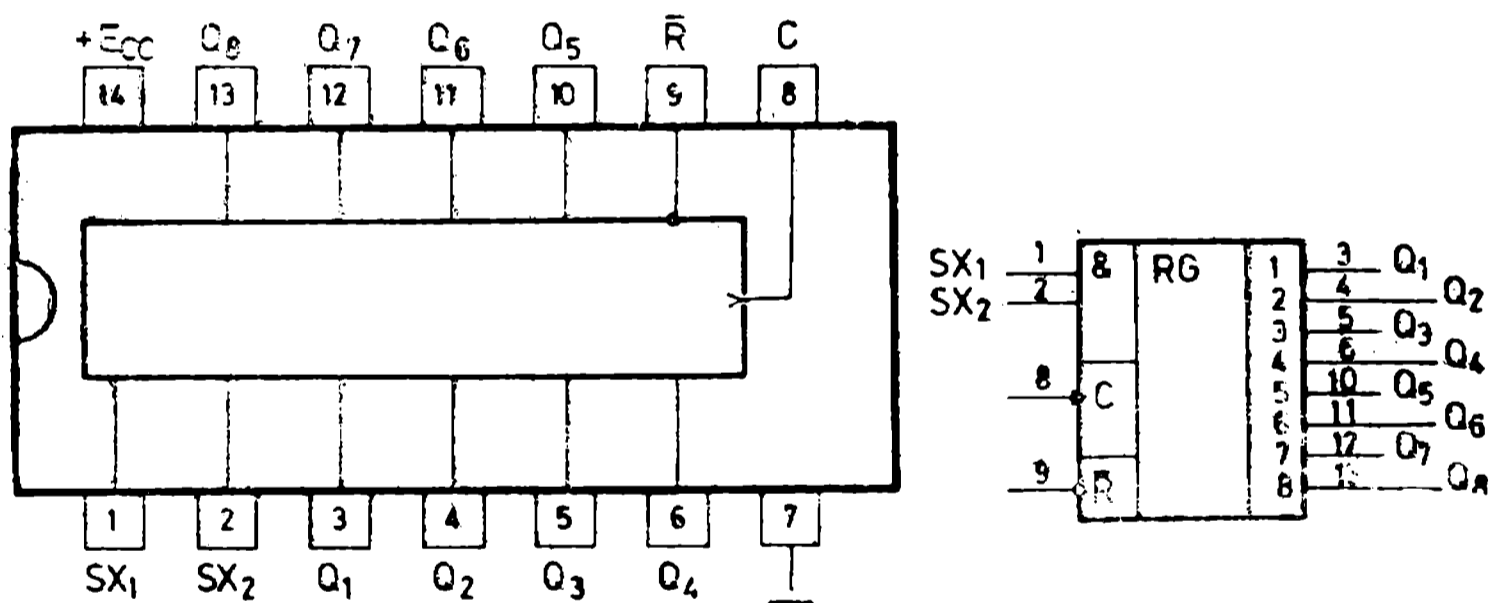 +ECC Q8 Q7 Q6 Q5 R̅ C
14 13 12 11 10 9 8
1 2 3 4 5 6 7
SX1 SX2 Q1 Q2 Q3 Q4
SX1 1 & RG 1 3 Q1
SX2 2 2 4 Q2
3 5 Q3
4 6 Q4
8 C 5 10 Q5
6 11 Q6
7 12 Q7
9 R̅ 8 Q8